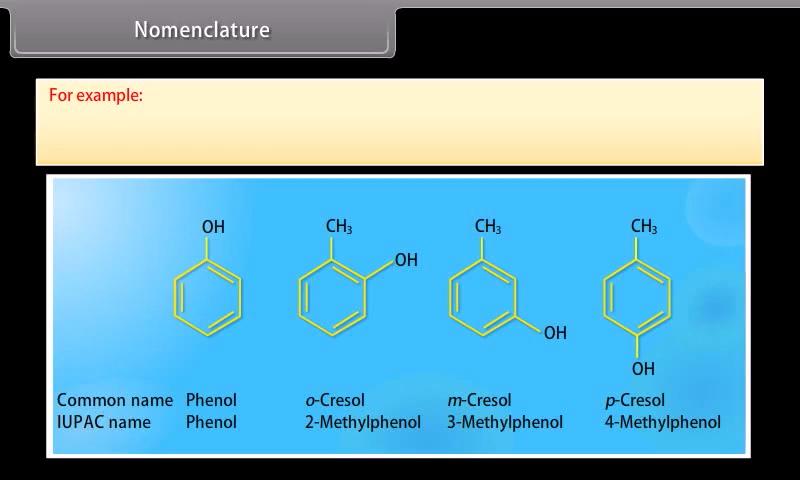 Nomenclature
For example:
OH CH₃ CH₃ CH₃
OH
OH
OH
Common name Phenol o-Cresol m-Cresol p-Cresol
IUPAC name Phenol 2-Methylphenol 3-Methylphenol 4-Methylphenol